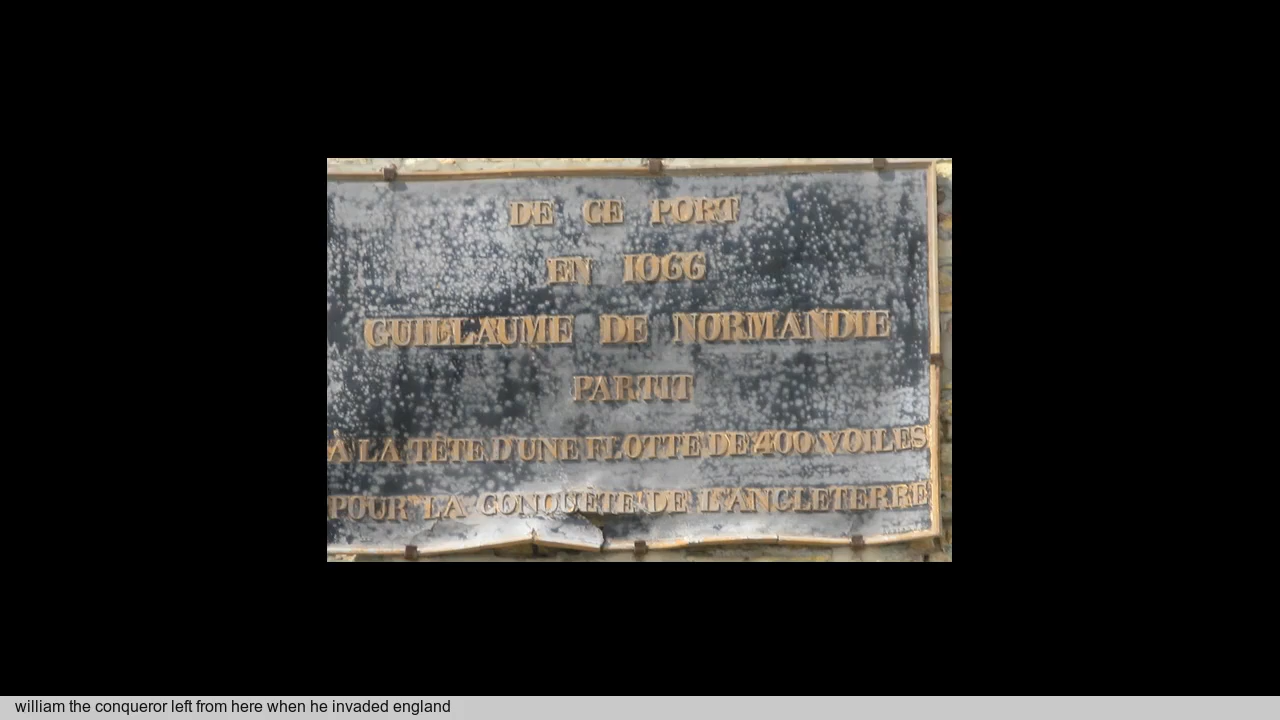 DE CE PORT
EN 1066
GUILLAUME DE NORMANDIE
PARTIT
A LA TÊTE D'UNE FLOTTE DE 400 VOILES
POUR LA CONQUÊTE DE L'ANGLETERRE
william the conqueror left from here when he invaded england